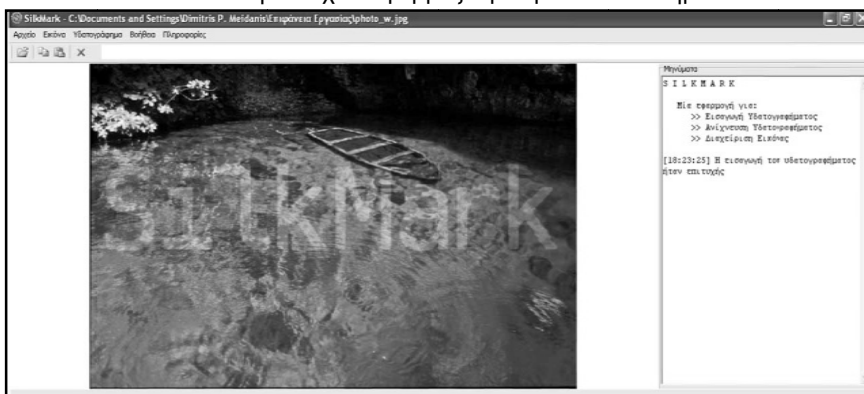 SilkMark - C:\Documents and Settings\Dimitris P. Meidanis\Επιφάνεια Εργασίας\photo_w.jpg
Αρχείο Εικόνα Υδατογράφημα Βοήθεια Πληροφορίες
Μηνύματα
S I L K M A R K
Μία εφαρμογή για:
>> Εισαγωγή Υδατογραφήματος
>> Ανίχνευση Υδατογραφήματος
>> Διαχείριση Εικόνας
[18:23:25] Η εισαγωγή του υδατογραφήματος
ήταν επιτυχής
SilkMark